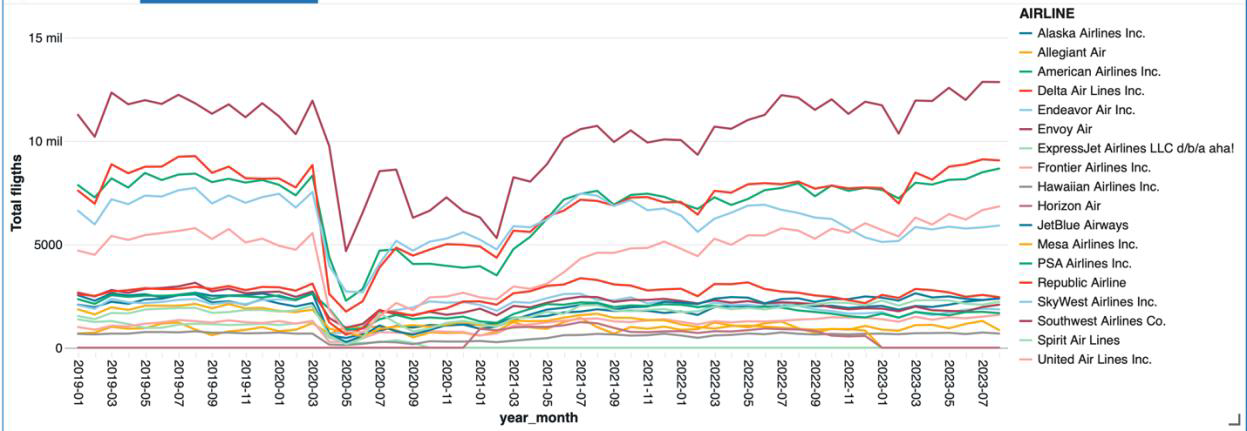 AIRLINE
15 mil
Alaska Airlines Inc.
Allegiant Air
American Airlines Inc.
Delta Air Lines Inc.
Endeavor Air Inc.
Envoy Air
10 mil
ExpressJet Airlines LLC d/b/a aha!
Frontier Airlines Inc.
Hawaiian Airlines Inc.
Horizon Air
JetBlue Airways
5000
Mesa Airlines Inc.
PSA Airlines Inc.
Republic Airline
SkyWest Airlines Inc.
Southwest Airlines Co.
Spirit Air Lines
United Air Lines Inc.
0
Total fligths
2019-01
2019-03
2019-05
2019-07
2019-09
2019-11
2020-01
2020-03
2020-05
2020-07
2020-09
2020-11
2021-01
2021-03
2021-05
2021-07
2021-09
2021-11
2022-01
2022-03
2022-05
2022-07
2022-09
2022-11
2023-01
2023-03
2023-05
2023-07
year_month